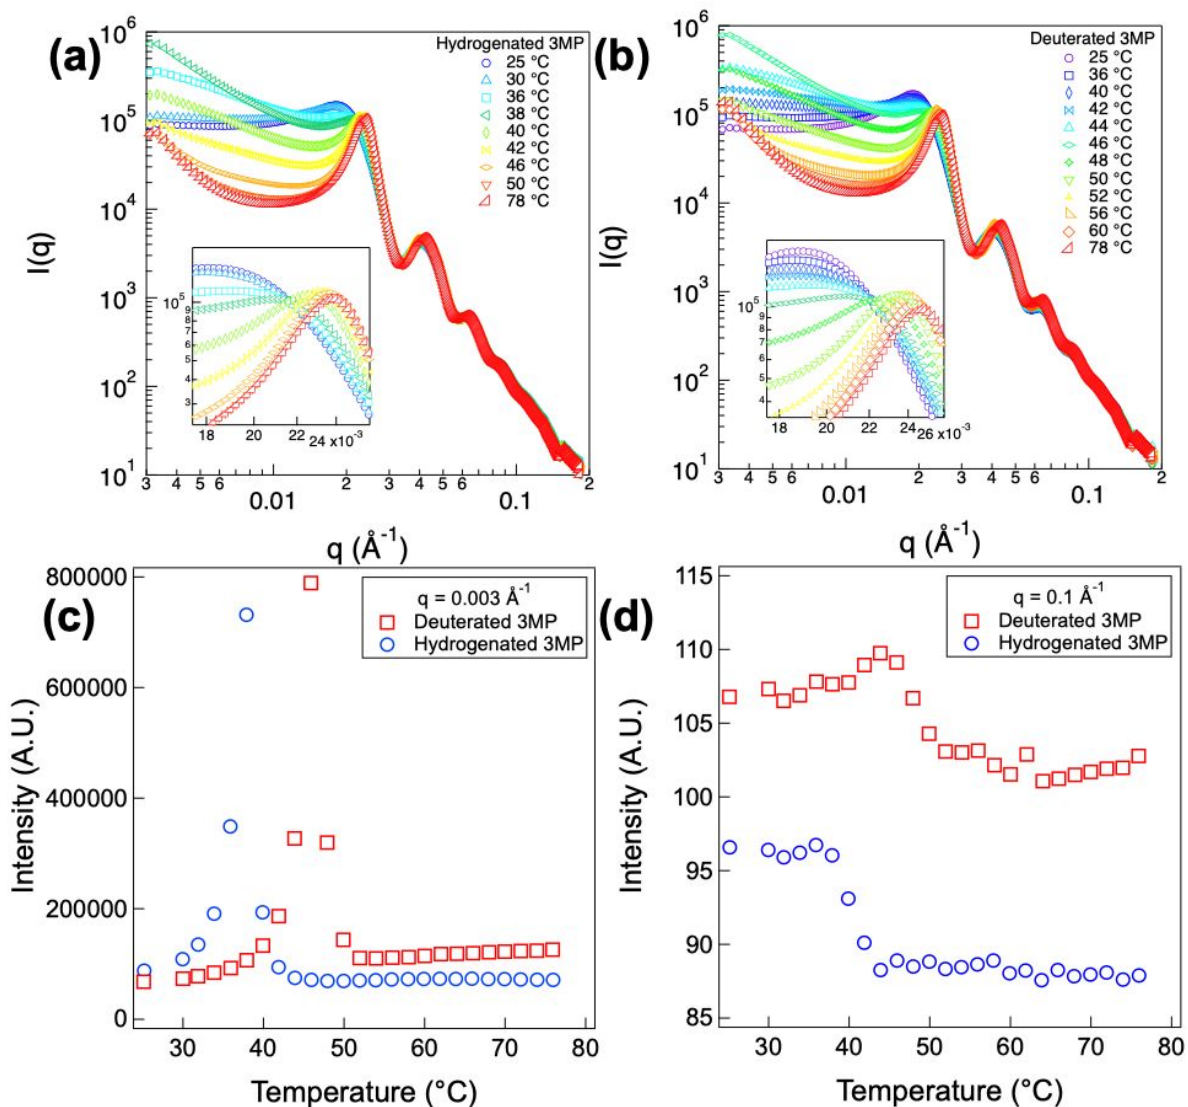 (a)
Hydrogenated 3MP
25 °C
30 °C
36 °C
38 °C
40 °C
42 °C
46 °C
50 °C
78 °C
10^6
10^5
10^4
10^3
10^2
10^1
I(q)
10^5
9
8
7
6
5
4
3
18 20 22 24 x10^-3
3 4 5 6 0.01 2 3 4 5 6 0.1 2
q (Å^-1)
(b)
Deuterated 3MP
25 °C
36 °C
40 °C
42 °C
44 °C
46 °C
48 °C
50 °C
52 °C
56 °C
60 °C
78 °C
10^6
10^5
10^4
10^3
10^2
10^1
I(q)
10^5
9
8
7
6
5
4
20 22 24 26 x10^-3
3 4 5 6 0.01 2 3 4 5 6 0.1 2
q (Å^-1)
(c)
q = 0.003 Å^-1
Deuterated 3MP
Hydrogenated 3MP
800000
600000
400000
200000
0
Intensity (A.U.)
30 40 50 60 70 80
Temperature (°C)
(d)
q = 0.1 Å^-1
Deuterated 3MP
Hydrogenated 3MP
115
110
105
100
95
90
85
Intensity (A.U.)
30 40 50 60 70 80
Temperature (°C)